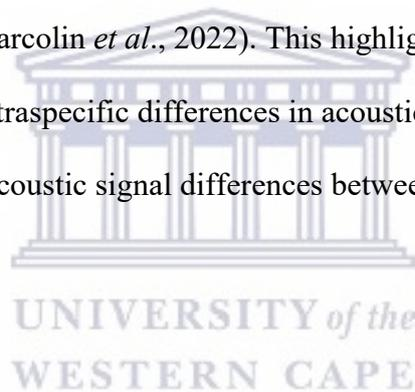 arcolin et al., 2022). This highlig
traspecific differences in acoustic
coustic signal differences betwee
UNIVERSITY of the
WESTERN CAPE